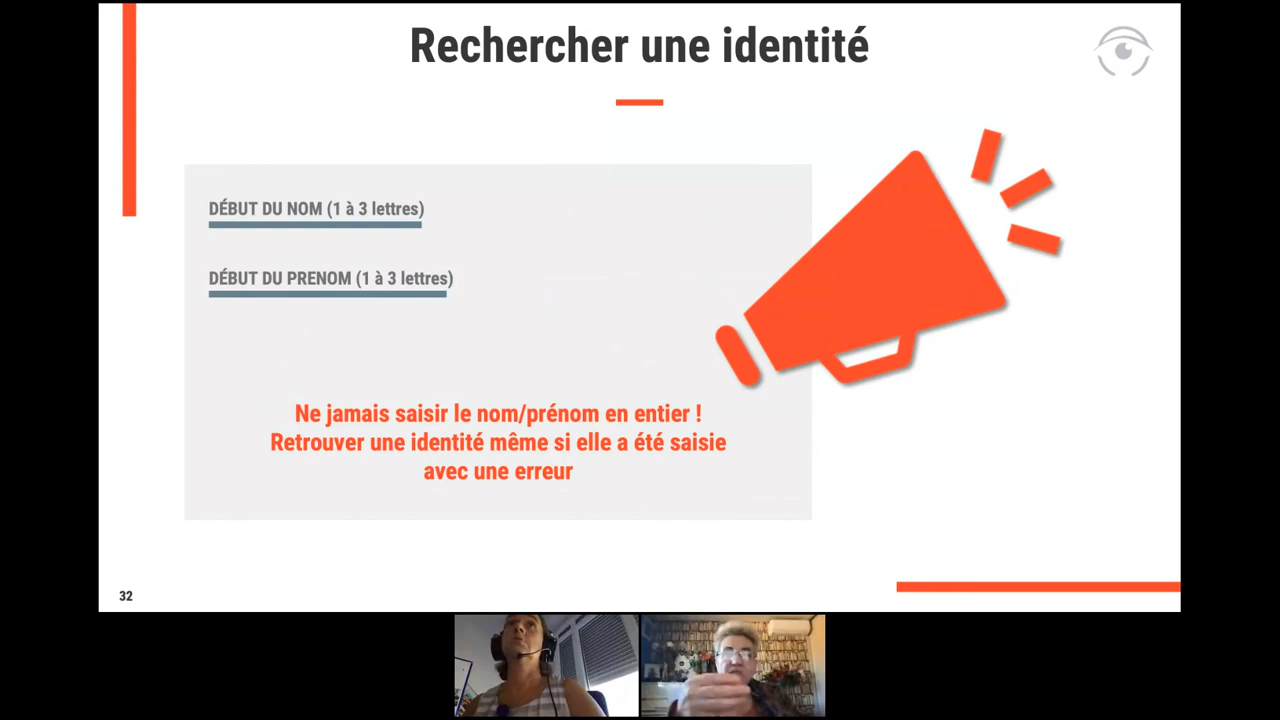 Rechercher une identité
DÉBUT DU NOM (1 à 3 lettres)
DÉBUT DU PRENOM (1 à 3 lettres)
Ne jamais saisir le nom/prénom en entier !
Retrouver une identité même si elle a été saisie
avec une erreur
32